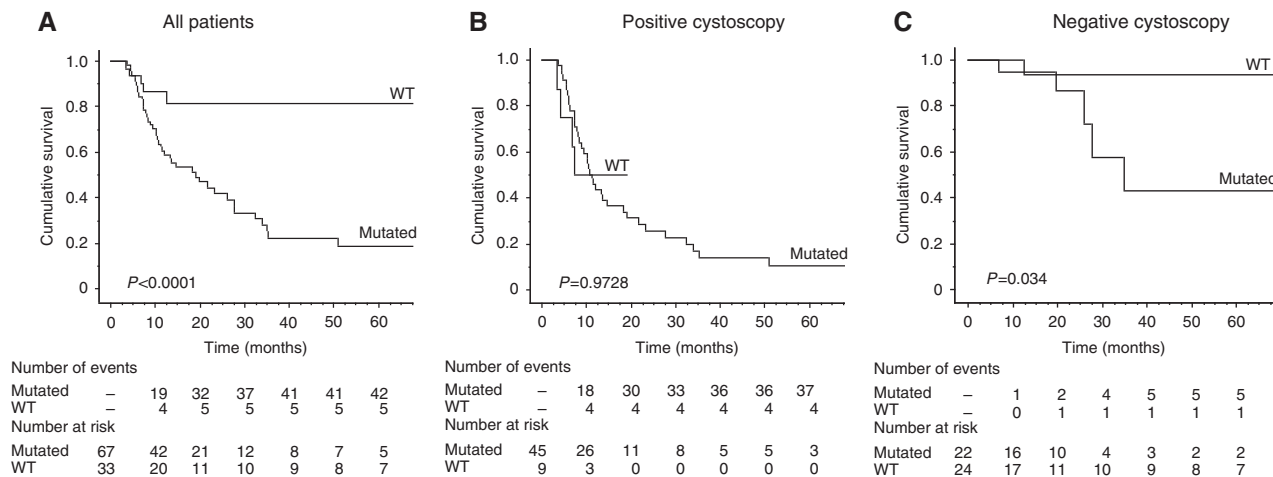 A All patients
1.0
0.8
0.6
0.4
0.2
0
Cumulative survival
WT
Mutated
P<0.0001
0 10 20 30 40 50 60
Time (months)
Number of events
Mutated – 19 32 37 41 41 42
WT – 4 5 5 5 5 5
Number at risk
Mutated 67 42 21 12 8 7 5
WT 33 20 11 10 9 8 7
B Positive cystoscopy
1.0
0.8
0.6
0.4
0.2
0
Cumulative survival
WT
Mutated
P=0.9728
0 10 20 30 40 50 60
Time (months)
Number of events
Mutated – 18 30 33 36 36 37
WT – 4 4 4 4 4 4
Number at risk
Mutated 45 26 11 8 5 5 3
WT 9 3 0 0 0 0 0
C Negative cystoscopy
1.0
0.8
0.6
0.4
0.2
0
Cumulative survival
WT
Mutated
P=0.034
0 10 20 30 40 50 60
Time (months)
Number of events
Mutated – 1 2 4 5 5 5
WT – 0 1 1 1 1 1
Number at risk
Mutated 22 16 10 4 3 2 2
WT 24 17 11 10 9 8 7